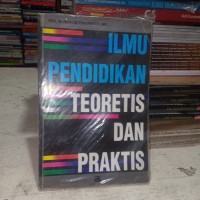 ILMU
PENDIDIKAN
TEORETIS
DAN
PRAKTIS